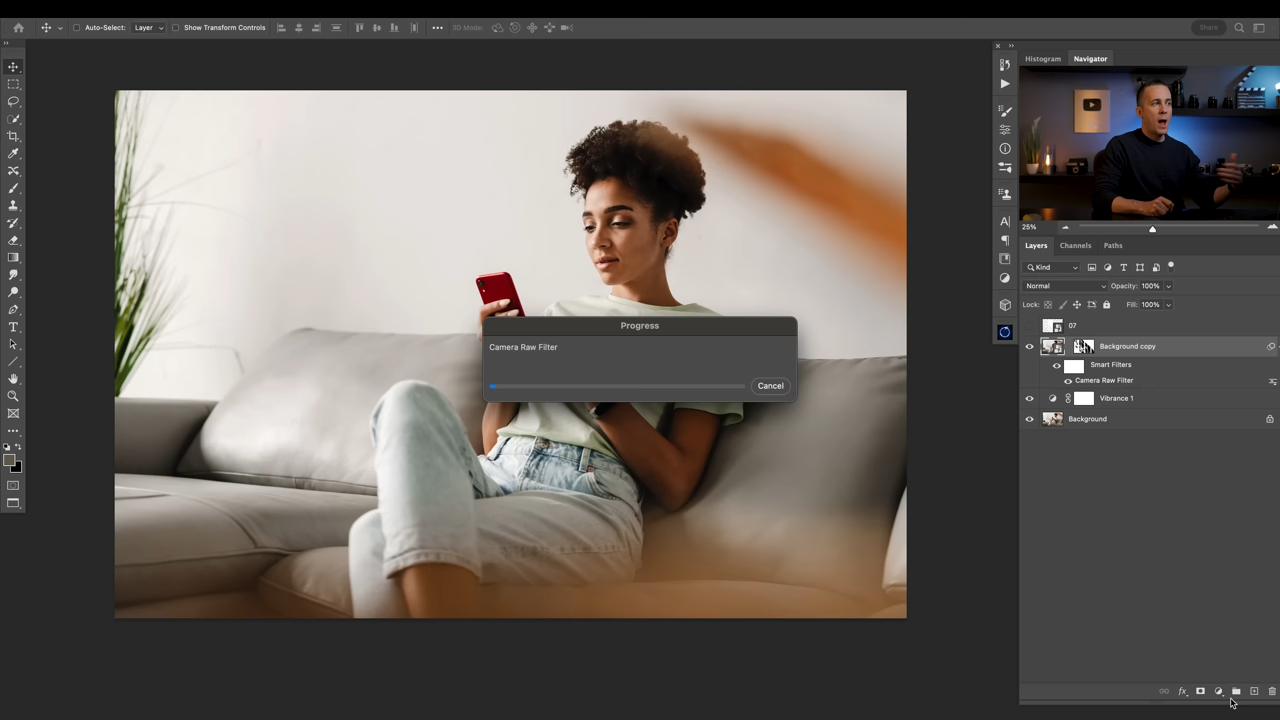 Auto-Select:
Layer
Show Transform Controls
3D Mode:
Share
Histogram
Navigator
25%
Layers
Channels
Paths
Kind
Normal
Opacity: 100%
Lock:
Fill: 100%
07
Background copy
Smart Filters
Camera Raw Filter
Vibrance 1
Background
Progress
Camera Raw Filter
Cancel